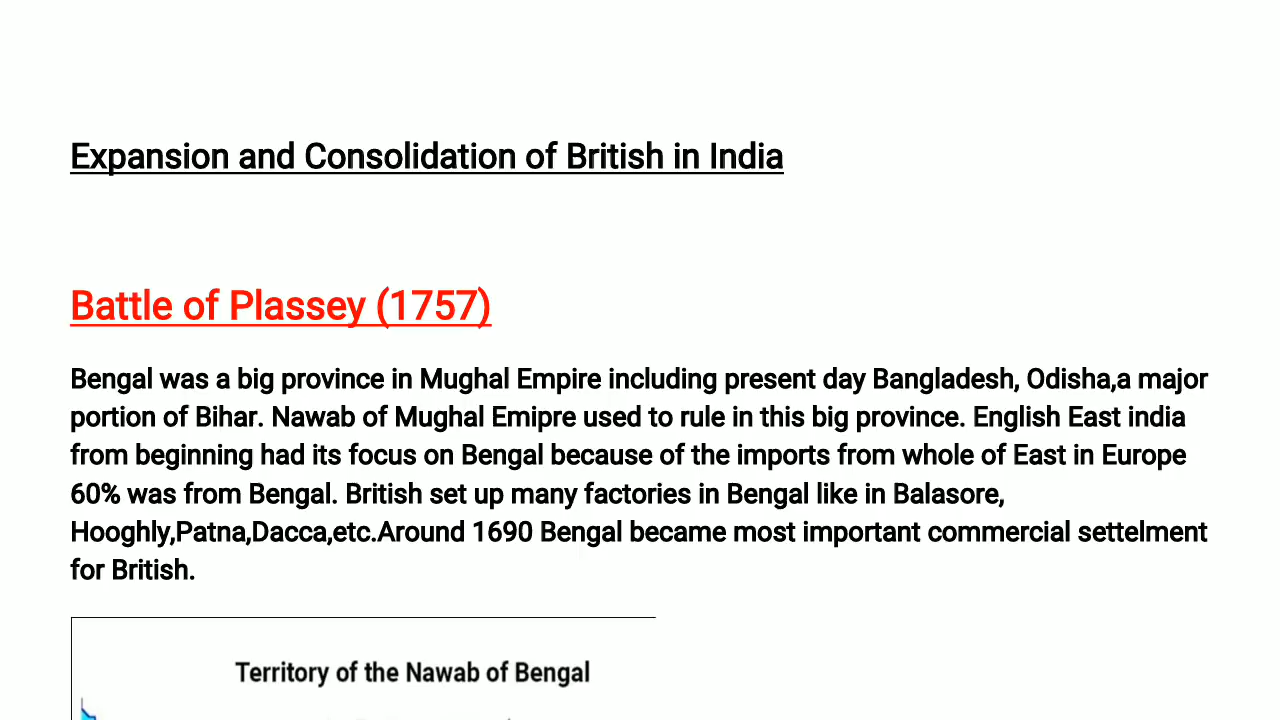 Expansion and Consolidation of British in India
Battle of Plassey (1757)
Bengal was a big province in Mughal Empire including present day Bangladesh, Odisha,a major
portion of Bihar. Nawab of Mughal Emipre used to rule in this big province. English East india
from beginning had its focus on Bengal because of the imports from whole of East in Europe
60% was from Bengal. British set up many factories in Bengal like in Balasore,
Hooghly,Patna,Dacca,etc.Around 1690 Bengal became most important commercial settelment
for British.
Territory of the Nawab of Bengal